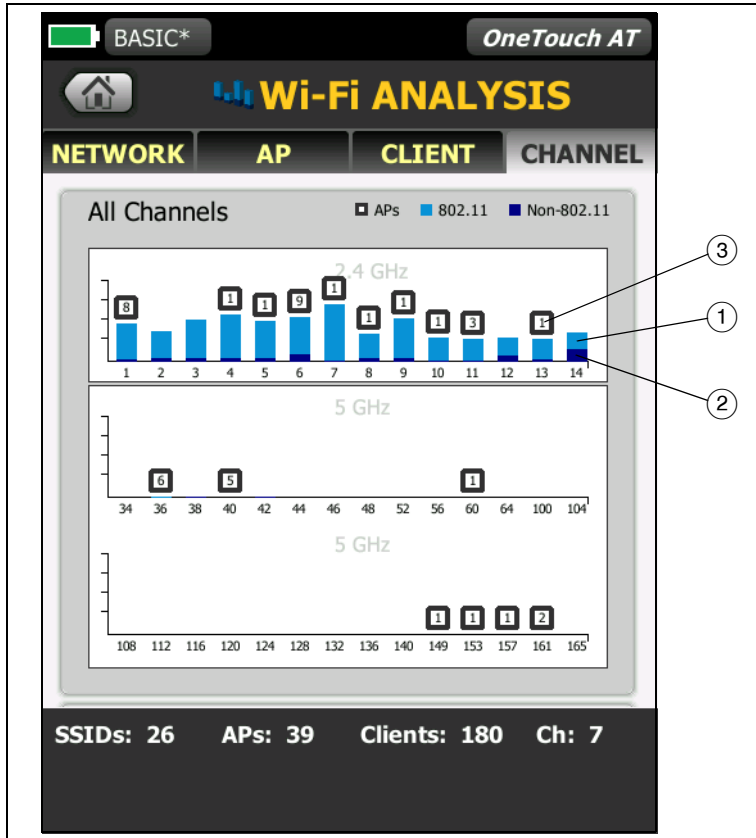 BASIC* OneTouch AT
Wi-Fi ANALYSIS
NETWORK AP CLIENT CHANNEL
All Channels APs 802.11 Non-802.11
2.4 GHz
8 1 1 9 1 1 1 1 3 1
1 2 3 4 5 6 7 8 9 10 11 12 13 14
5 GHz
6 5 1
34 36 38 40 42 44 46 48 52 56 60 64 100 104
5 GHz
1 1 1 2
108 112 116 120 124 128 132 136 140 149 153 157 161 165
SSIDs: 26 APs: 39 Clients: 180 Ch: 7
3
1
2